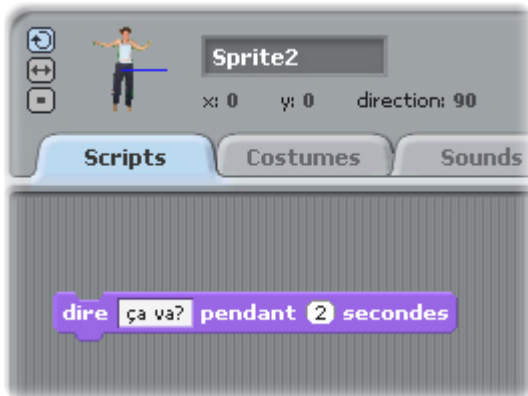 Sprite2
x: 0 y: 0 direction: 90
Scripts Costumes Sounds
dire ça va? pendant 2 secondes